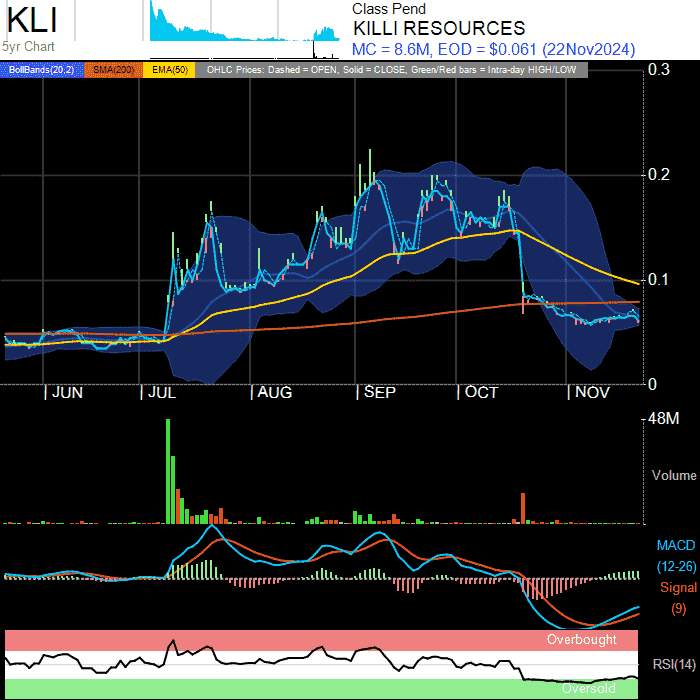 KLI
5yr Chart
Class Pend
KILLI RESOURCES
MC = 8.6M, EOD = $0.061 (22Nov2024)
BollBands(20,2) SMA(200) EMA(50) OHLC Prices: Dashed = OPEN, Solid = CLOSE, Green/Red bars = Intra-day HIGH/LOW
0.3
0.2
0.1
0
JUN JUL AUG SEP OCT NOV
48M
Volume
MACD
(12-26)
Signal
(9)
Overbought
RSI(14)
Oversold